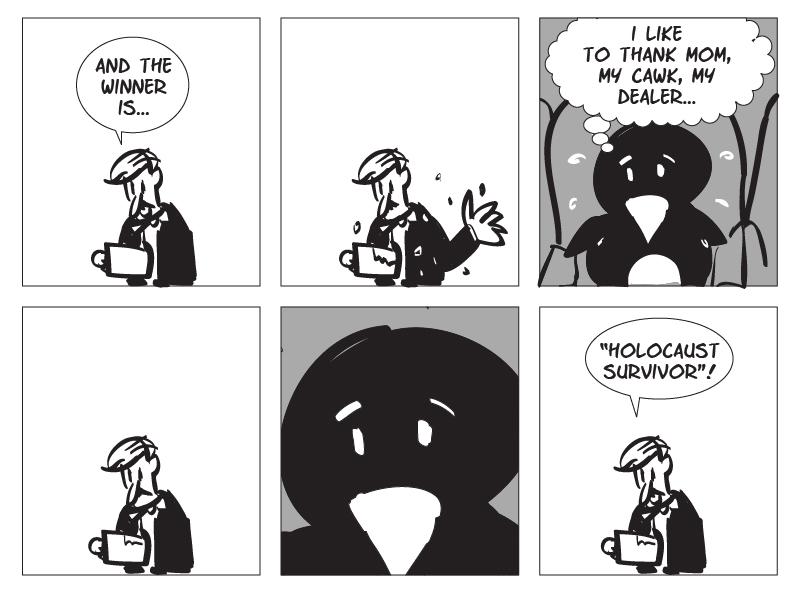 AND THE
WINNER
IS...
I LIKE
TO THANK MOM,
MY CAWK, MY
DEALER...
"HOLOCAUST
SURVIVOR"!